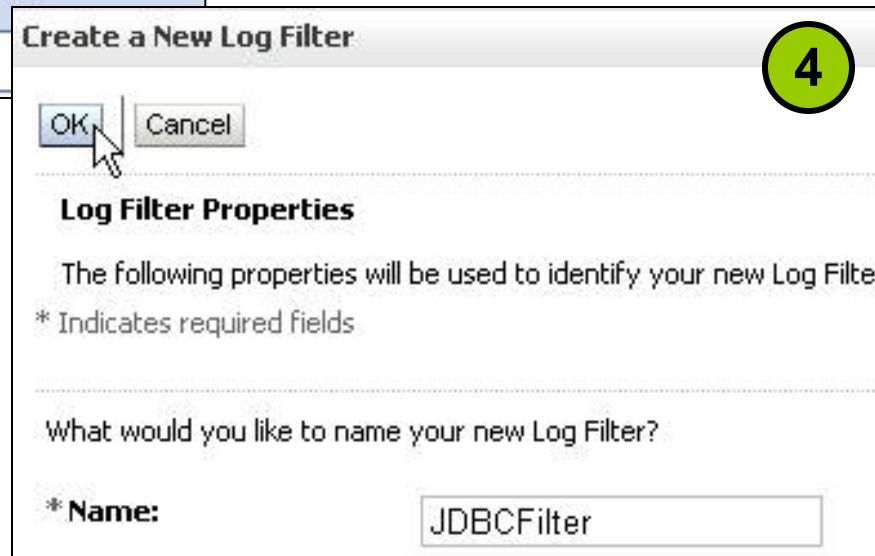 Create a New Log Filter
4
OK Cancel
Log Filter Properties
The following properties will be used to identify your new Log Filte
* Indicates required fields
What would you like to name your new Log Filter?
* Name: JDBCFilter